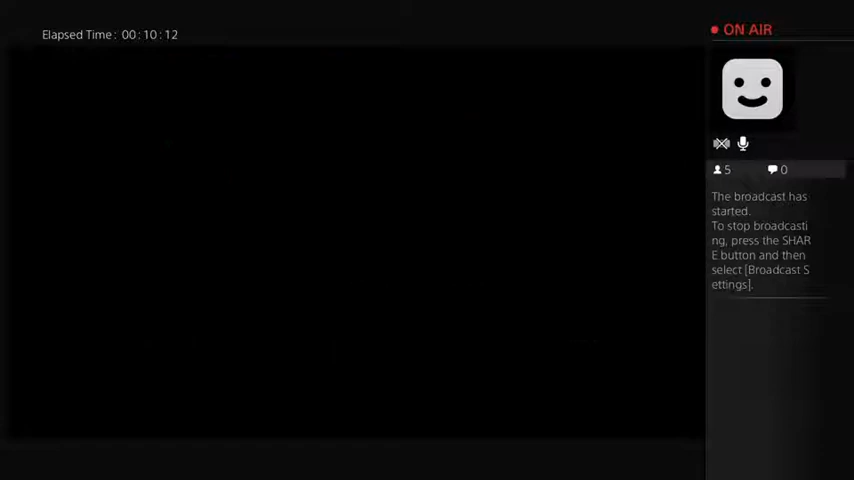 Elapsed Time: 00:10:12
ON AIR
5 0
The broadcast has
started.
To stop broadcasti
ng, press the SHAR
E button and then
select [Broadcast S
ettings].